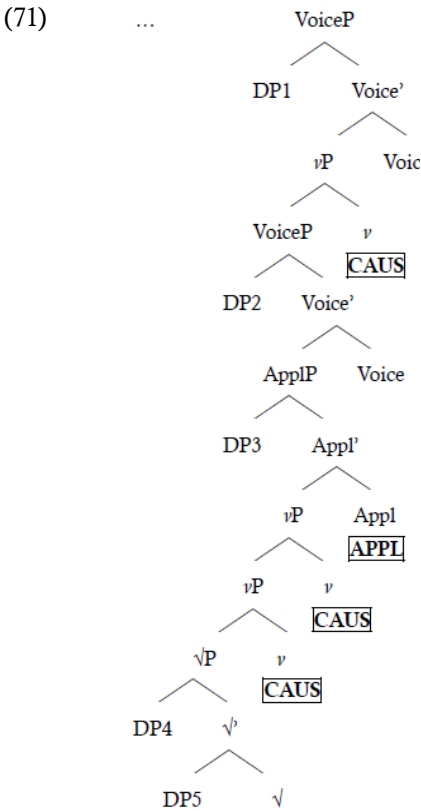 (71) … VoiceP
DP1 Voice’
νP Voic
VoiceP ν
CAUS
DP2 Voice’
ApplP Voice
DP3 Appl’
νP Appl
APPL
νP ν
CAUS
√P ν
CAUS
DP4 √’
DP5 √